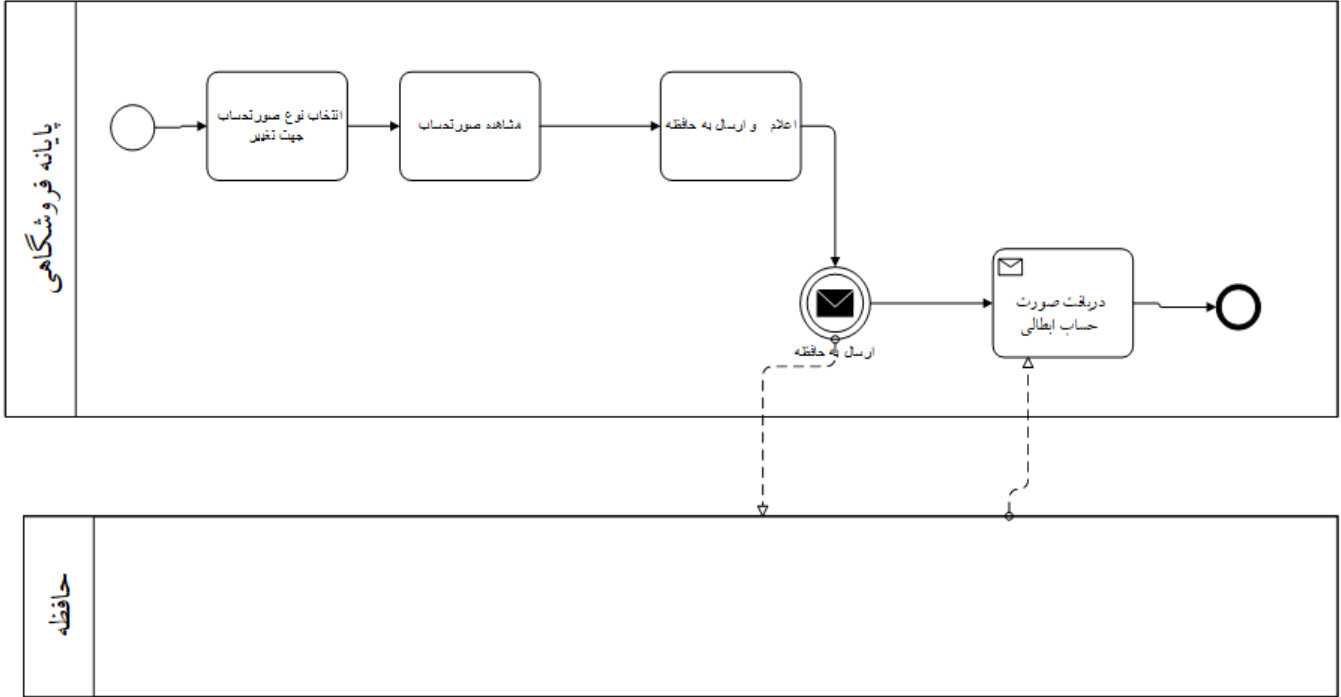 پایانه فروشگاهی
انتخاب نوع صورتحساب
جهت تغییر
مشاهده صورتحساب
اعلام و ارسال به حافظه
ارسال به حافظه
دریافت صورت
حساب ابطالی
حافظه